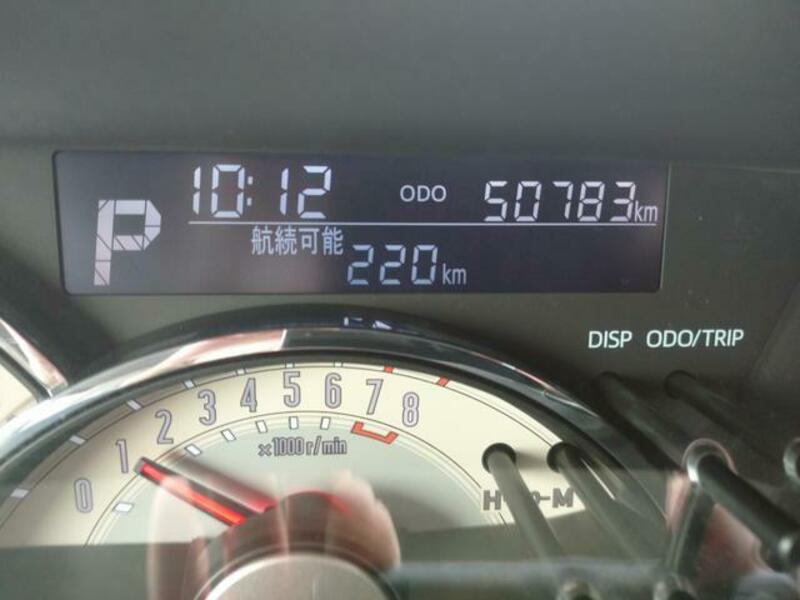 P
10:12 ODO 50783km
航続可能 220km
DISP ODO/TRIP
0 1 2 3 4 5 6 7 8
×1000r/min